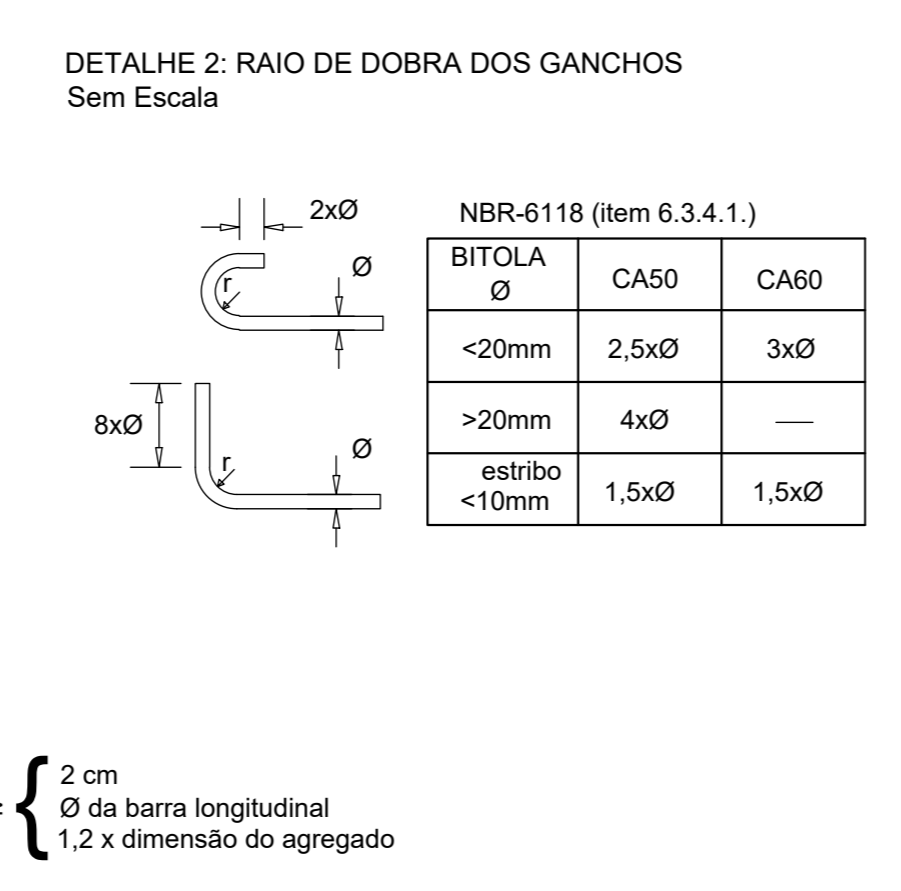 DETALHE 2: RAIO DE DOBRA DOS GANCHOS
Sem Escala
2xØ
Ø
r
8xØ
Ø
r
NBR-6118 (item 6.3.4.1.)
BITOLA
Ø
CA50
CA60
<20mm
2,5xØ
3xØ
>20mm
4xØ
—
estribo
<10mm
1,5xØ
1,5xØ
{
2 cm
Ø da barra longitudinal
1,2 x dimensão do agregado